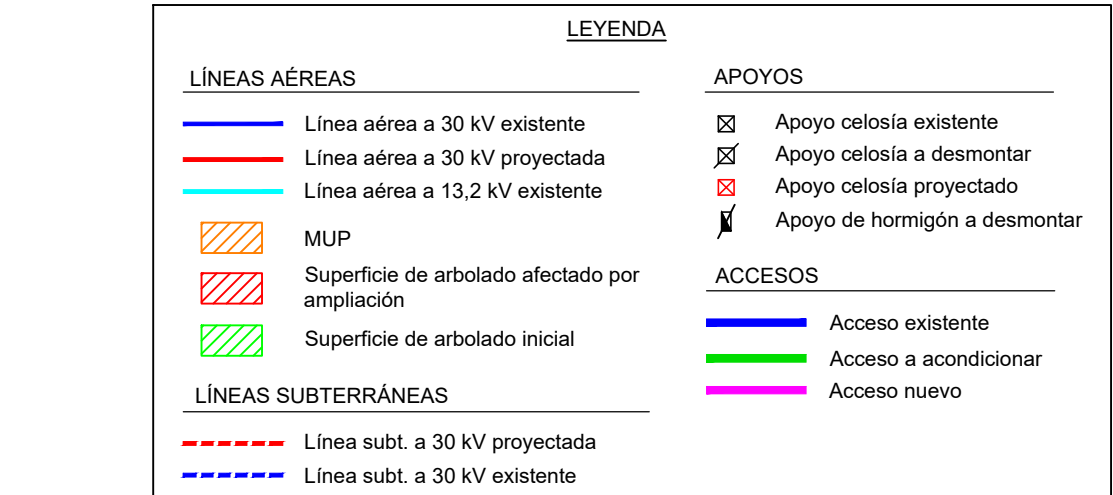 LEYENDA
LÍNEAS AÉREAS
Línea aérea a 30 kV existente
Línea aérea a 30 kV proyectada
Línea aérea a 13,2 kV existente
MUP
Superficie de arbolado afectado por
ampliación
Superficie de arbolado inicial
LÍNEAS SUBTERRÁNEAS
Línea subt. a 30 kV proyectada
Línea subt. a 30 kV existente
APOYOS
Apoyo celosía existente
Apoyo celosía a desmontar
Apoyo celosía proyectado
Apoyo de hormigón a desmontar
ACCESOS
Acceso existente
Acceso a acondicionar
Acceso nuevo